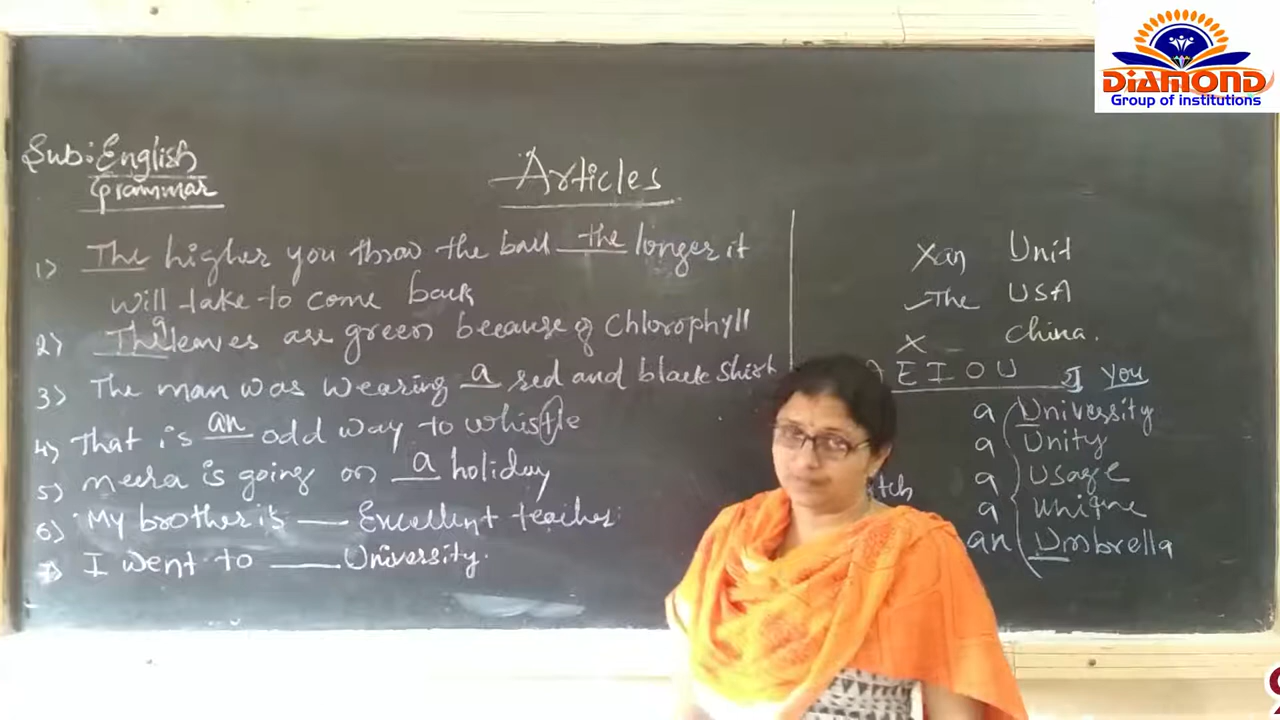 DIAMOND
Group of institutions
Sub: English
Grammar
Articles
1) The higher you throw the ball the longer it
will take to come back
2) The leaves are green because of Chlorophyll
3) The man was wearing a red and black shirt
4) That is an odd way to whistle
5) Meera is going on a holiday
6) My brother is ___ Excellent teacher
7) I went to ___ University.
X an Unit
✓ The USA
X China.
A E I O U
you
a University
a Unity
a Usage
a Unique
an Umbrella